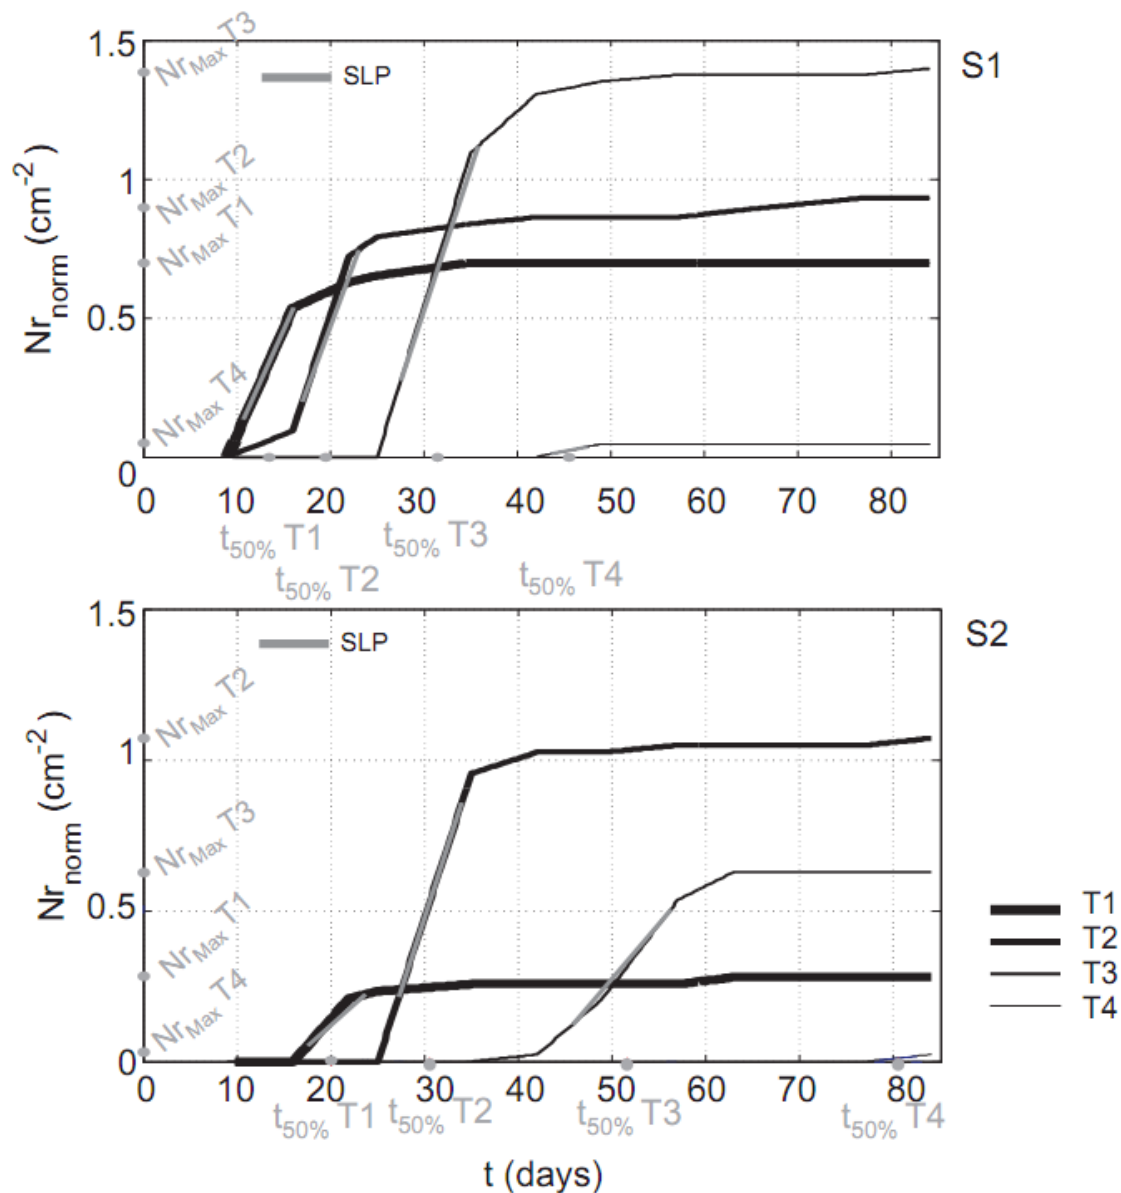 1.5
Nr_Max T3
SLP
S1
Nr_norm (cm^-2)
Nr_Max T2
1
Nr_Max T1
0.5
Nr_Max T4
0
0 10 20 30 40 50 60 70 80
t_50% T1
t_50% T3
t_50% T2
t_50% T4
1.5
SLP
S2
Nr_norm (cm^-2)
Nr_Max T2
1
Nr_Max T3
0.5
Nr_Max T1
Nr_Max T4
0
T1
T2
T3
T4
0 10 20 30 40 50 60 70 80
t_50% T1
t_50% T2
t_50% T3
t_50% T4
t (days)